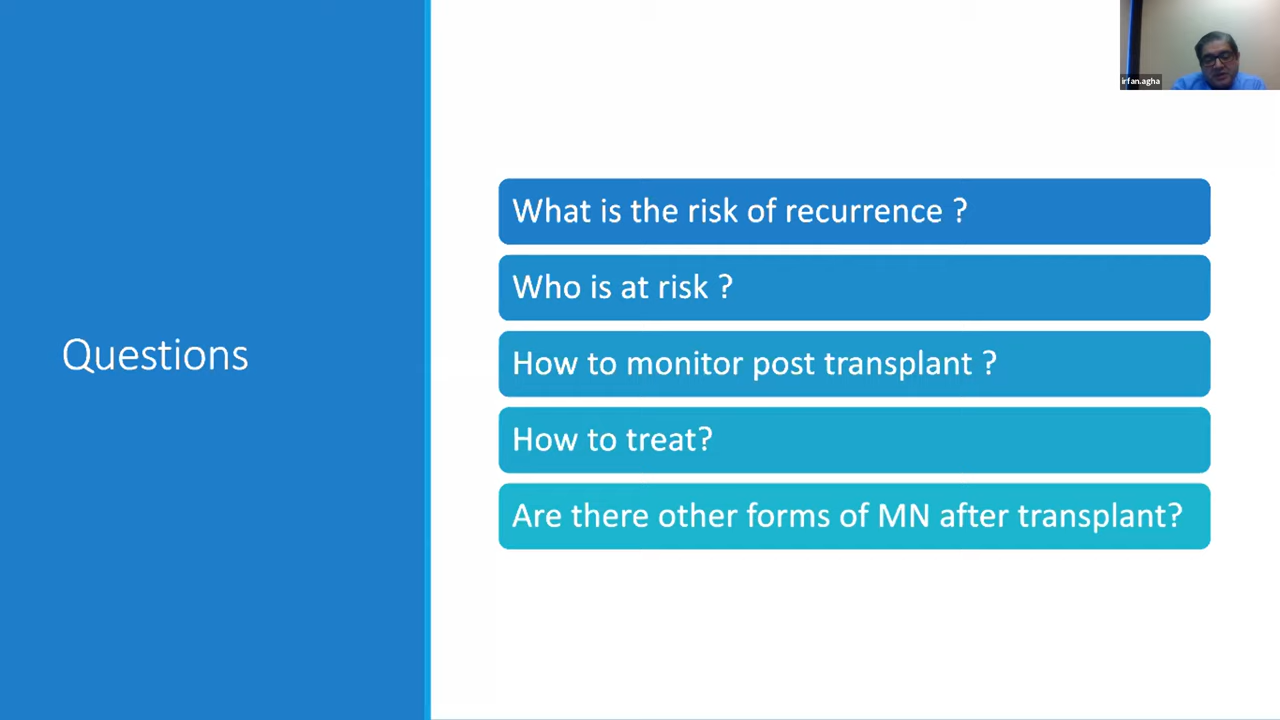 irfan.agha
What is the risk of recurrence ?
Who is at risk ?
Questions
How to monitor post transplant ?
How to treat?
Are there other forms of MN after transplant?